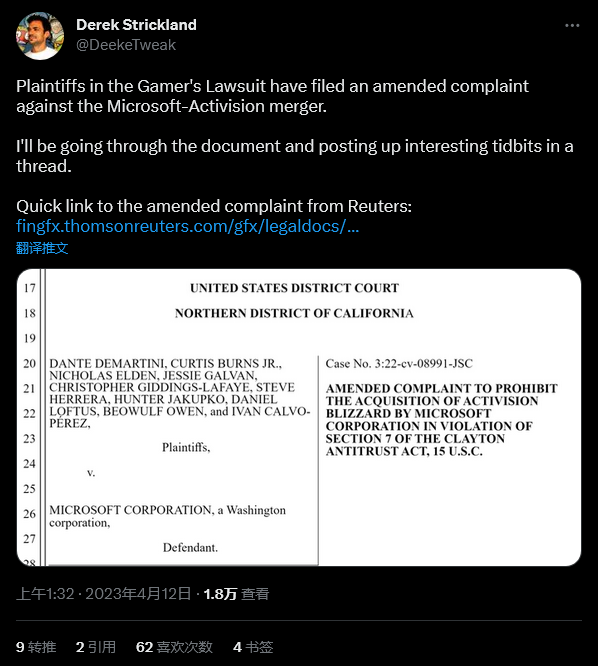 Derek Strickland
@DeekeTweak
Plaintiffs in the Gamer's Lawsuit have filed an amended complaint
against the Microsoft-Activision merger.
I'll be going through the document and posting up interesting tidbits in a
thread.
Quick link to the amended complaint from Reuters:
fingfx.thomsonreuters.com/gfx/legaldocs/...
翻译推文
17 UNITED STATES DISTRICT COURT
18 NORTHERN DISTRICT OF CALIFORNIA
19
20 DANTE DEMARTINI, CURTIS BURNS JR.,
NICHOLAS ELDEN, JESSIE GALVAN,
21 CHRISTOPHER GIDDINGS-LAFAYE, STEVE
HERRERA, HUNTER JAKUPKO, DANIEL
22 LOFTUS, BEOWULF OWEN, and IVAN CALVO-
PÉREZ,
23 Plaintiffs,
24 v.
25
26 MICROSOFT CORPORATION, a Washington
corporation,
27 Defendant.
28
Case No. 3:22-cv-08991-JSC
AMENDED COMPLAINT TO PROHIBIT
THE ACQUISITION OF ACTIVISION
BLIZZARD BY MICROSOFT
CORPORATION IN VIOLATION OF
SECTION 7 OF THE CLAYTON
ANTITRUST ACT, 15 U.S.C.
上午1:32 · 2023年4月12日 · 1.8万 查看
9 转推 2 引用 62 喜欢次数 4 书签